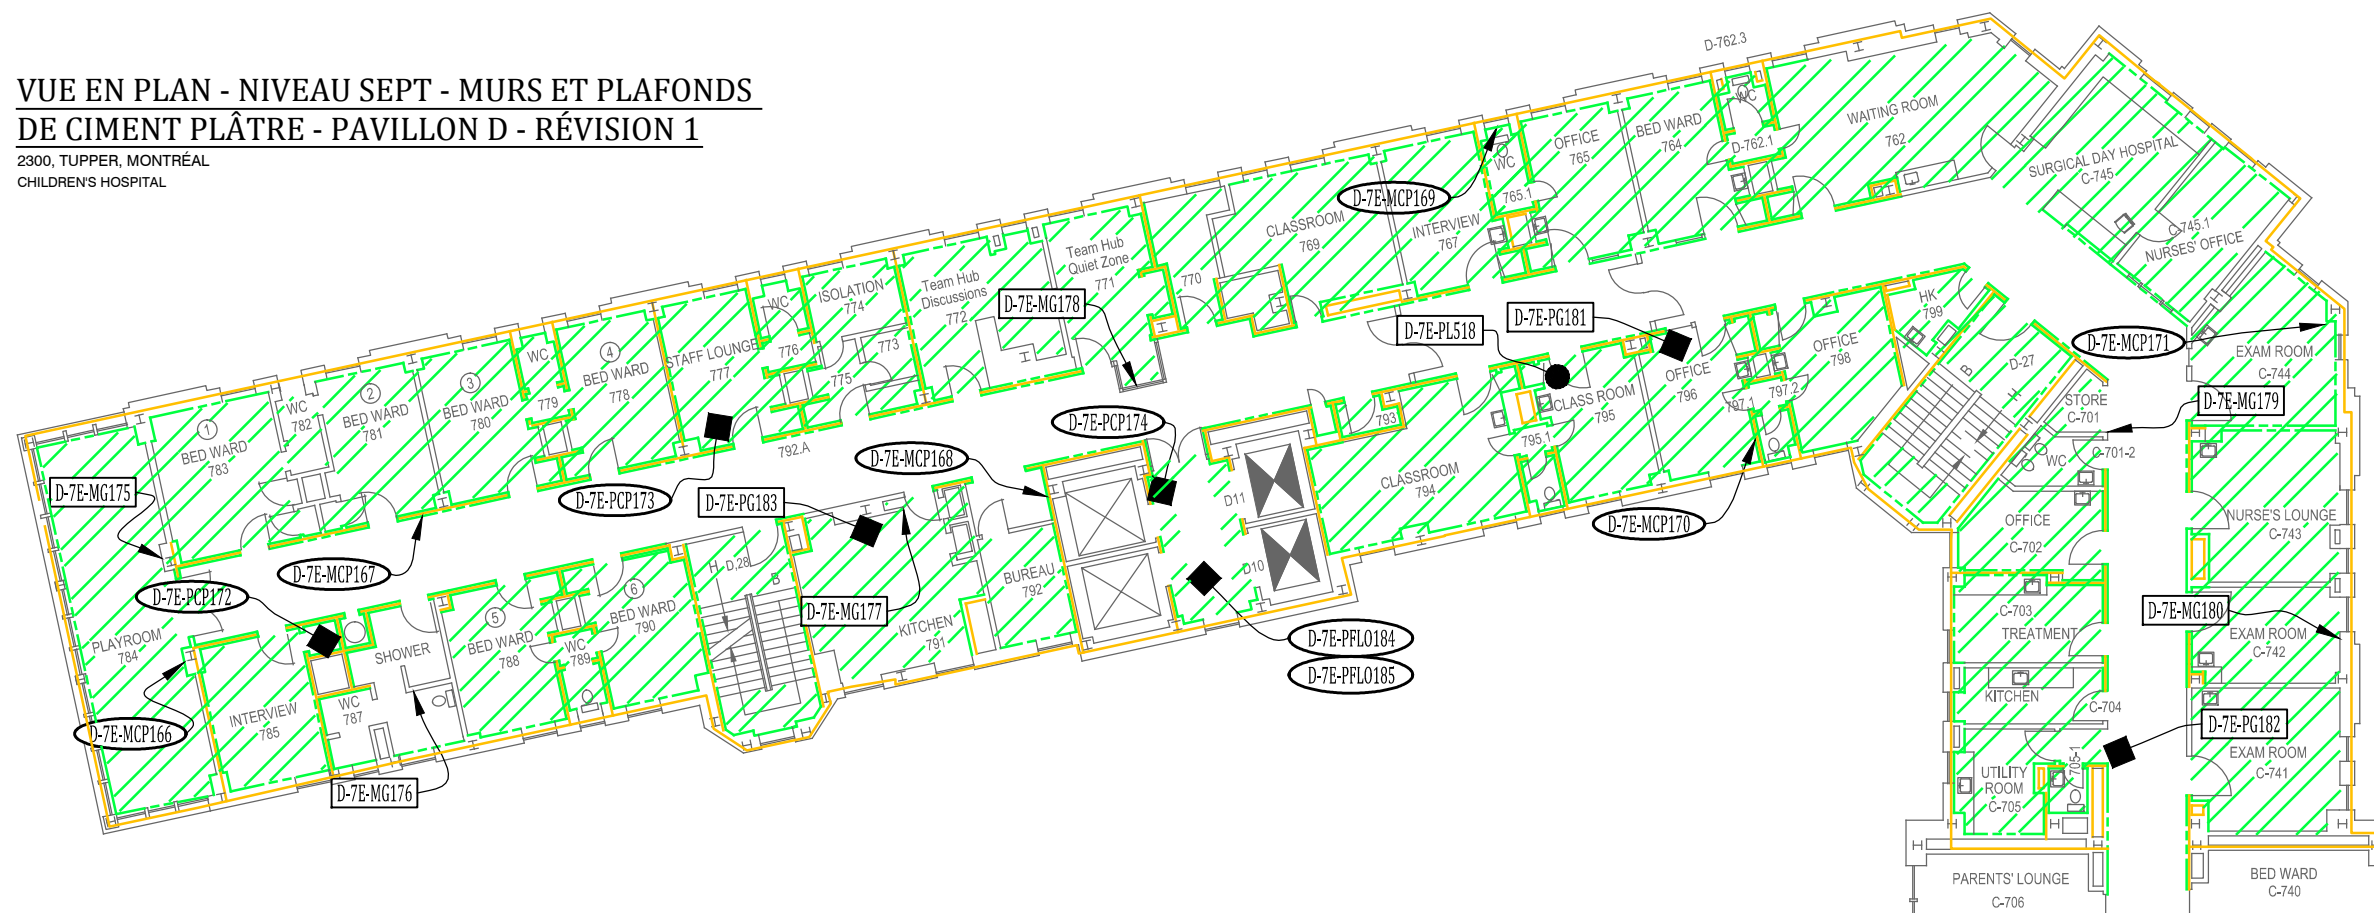 VUE EN PLAN - NIVEAU SEPT - MURS ET PLAFONDS
DE CIMENT PLÂTRE - PAVILLON D - RÉVISION 1
2300, TUPPER, MONTRÉAL
CHILDREN'S HOSPITAL
D-762.3
WC
D-762.1
WAITING ROOM
762
BED WARD
764
OFFICE
765
WC
765.1
D-7E-MCP169
INTERVIEW
767
CLASSROOM
769
770
Team Hub
Quiet Zone
771
Team Hub
Discussions
772
D-7E-MG178
ISOLATION
774
773
WC
776
775
STAFF LOUNGE
777
792.A
4
BED WARD
778
WC
779
3
BED WARD
780
2
BED WARD
781
WC
782
1
BED WARD
783
D-7E-MG175
D-7E-MCP167
D-7E-PCP173
D-7E-MCP168
D-7E-PCP174
D-7E-PG183
D-7E-PCP172
PLAYROOM
784
D-7E-MCP166
INTERVIEW
785
WC
787
SHOWER
D-7E-MG176
5
BED WARD
788
WC
789
6
BED WARD
790
H
D.28
B
D-7E-MG177
KITCHEN
791
BUREAU
792
D11
D10
D-7E-PFLO184
D-7E-PFLO185
793
CLASSROOM
794
795.1
CLASS ROOM
795
D-7E-PL518
D-7E-PG181
OFFICE
796
797.1
797.2
D-7E-MCP170
OFFICE
798
HK
799
D-27
B
H
SURGICAL DAY HOSPITAL
C-745
C-745.1
NURSES' OFFICE
D-7E-MCP171
EXAM ROOM
C-744
STORE
C-701
D-7E-MG179
WC
C-701-2
OFFICE
C-702
NURSE'S LOUNGE
C-743
C-703
TREATMENT
D-7E-MG180
EXAM ROOM
C-742
KITCHEN
C-704
D-7E-PG182
EXAM ROOM
C-741
UTILITY
ROOM
C-705
705-1
PARENTS' LOUNGE
C-706
BED WARD
C-740